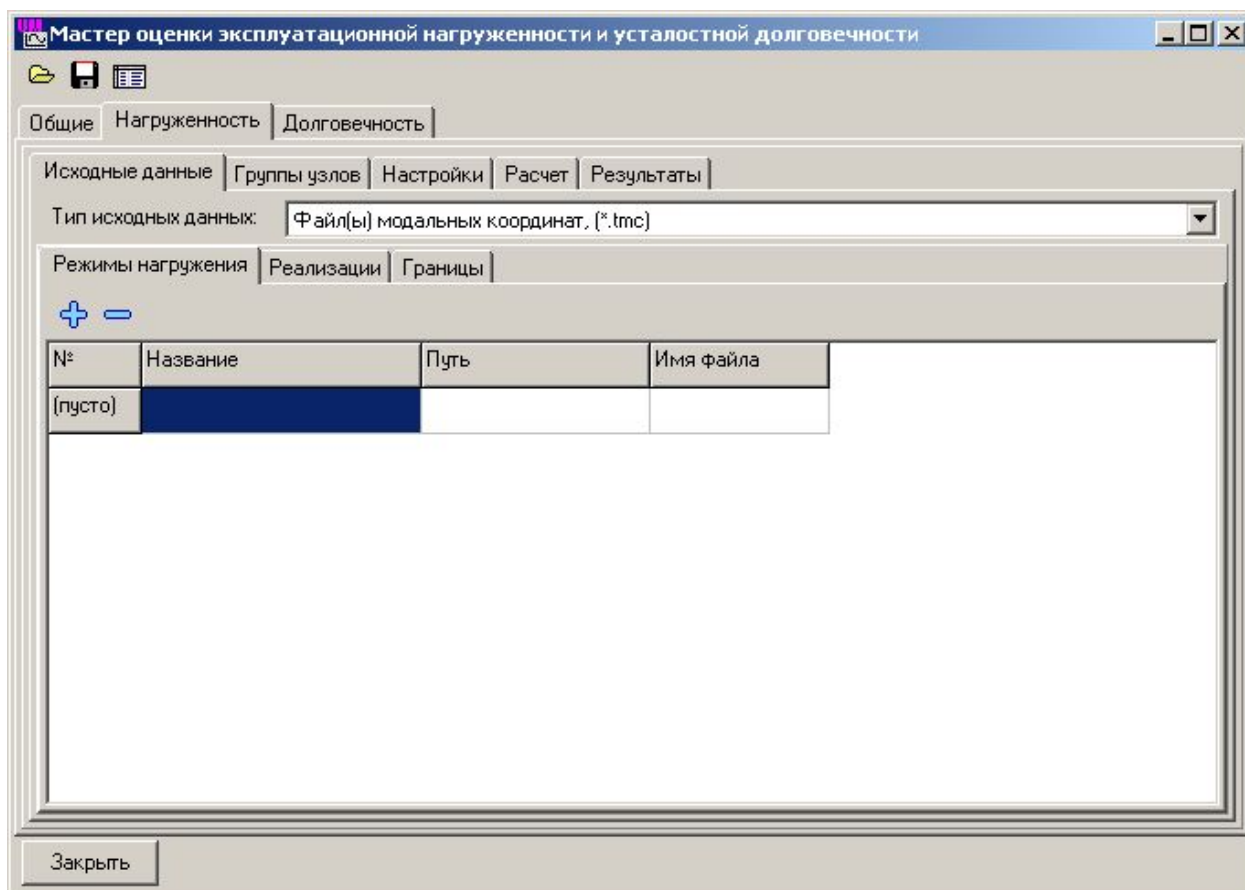 Мастер оценки эксплуатационной нагруженности и усталостной долговечности
Общие Нагруженность Долговечность
Исходные данные Группы узлов Настройки Расчет Результаты
Тип исходных данных: Файл(ы) модальных координат, (*.tmc)
Режимы нагружения Реализации Границы
№ Название Путь Имя файла
(пусто)
Закрыть